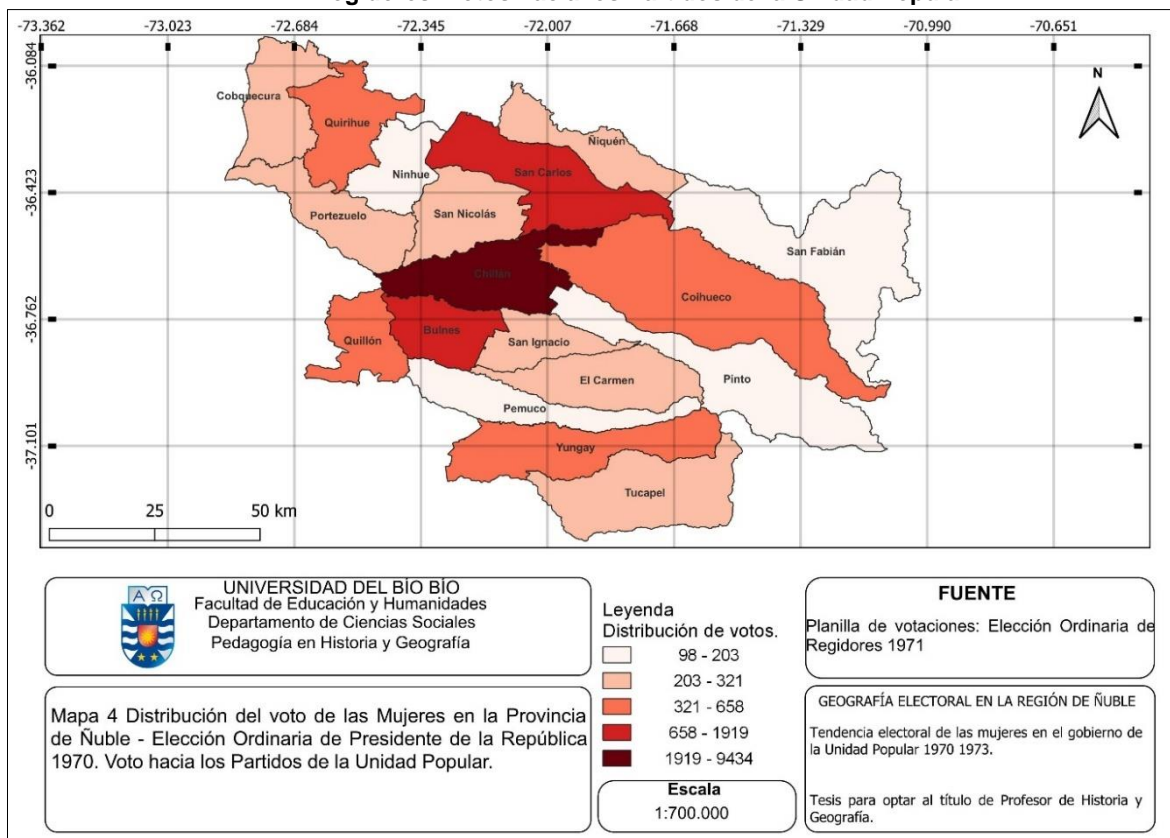 -73.362 -73.023 -72.684 -72.345 -72.007 -71.668 -71.329 -70.990 -70.651
-36.084
-36.423
-36.762
-37.101
N
Cobquecura
Quirihue
Ninhue
Ñiquén
San Carlos
Portezuelo
San Nicolás
San Fabián
Chillán
Coihueco
Quillón
Bulnes
San Ignacio
El Carmen
Pinto
Pemuco
Yungay
Tucapel
0 25 50 km
UNIVERSIDAD DEL BÍO BÍO
Facultad de Educación y Humanidades
Departamento de Ciencias Sociales
Pedagogía en Historia y Geografía
Mapa 4 Distribución del voto de las Mujeres en la Provincia
de Ñuble - Elección Ordinaria de Presidente de la República
1970. Voto hacia los Partidos de la Unidad Popular.
Leyenda
Distribución de votos.
98 - 203
203 - 321
321 - 658
658 - 1919
1919 - 9434
Escala
1:700.000
FUENTE
Planilla de votaciones: Elección Ordinaria de
Regidores 1971
GEOGRAFÍA ELECTORAL EN LA REGIÓN DE ÑUBLE
Tendencia electoral de las mujeres en el gobierno de
la Unidad Popular 1970 1973.
Tesis para optar al título de Profesor de Historia y
Geografía.